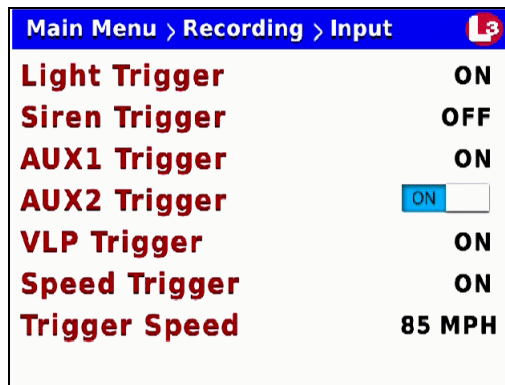 Main Menu > Recording > Input L3
Light Trigger ON
Siren Trigger OFF
AUX1 Trigger ON
AUX2 Trigger ON
VLP Trigger ON
Speed Trigger ON
Trigger Speed 85 MPH